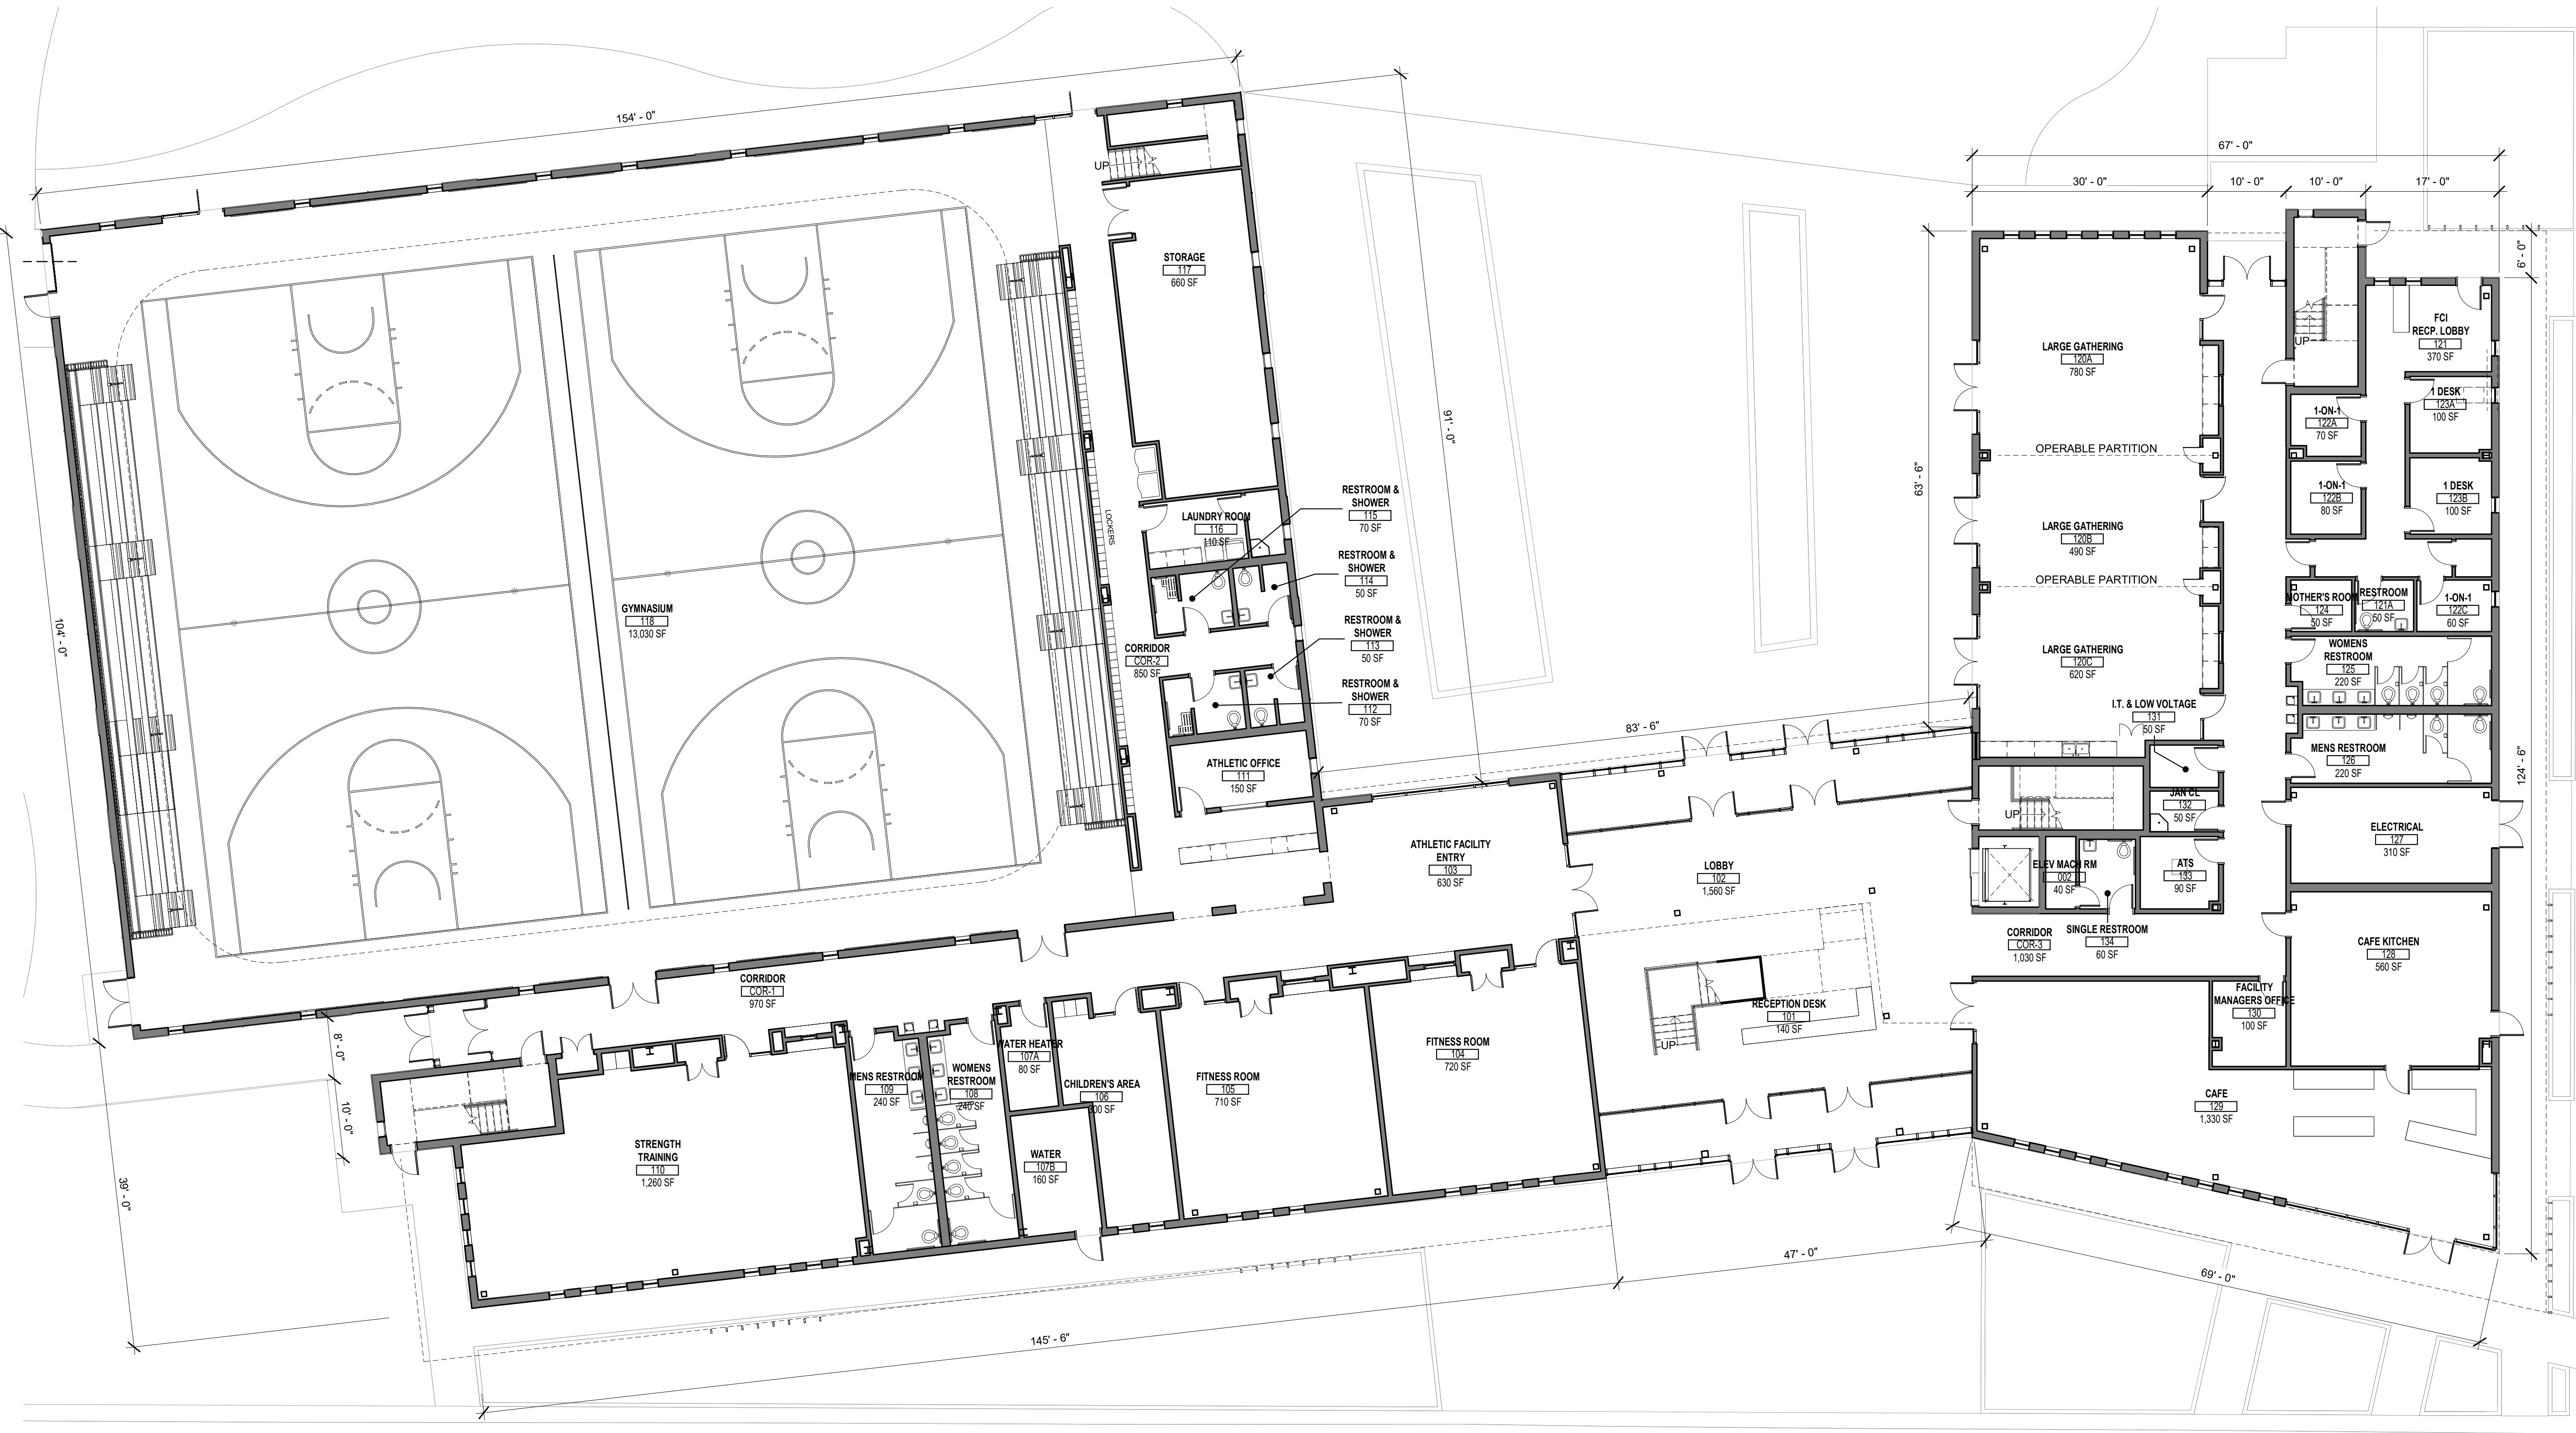 154' - 0"
104' - 0"
39' - 0"
8' - 0"
10' - 0"
91' - 0"
83' - 6"
145' - 6"
47' - 0"
69' - 0"
67' - 0"
30' - 0"
10' - 0"
10' - 0"
17' - 0"
6' - 0"
63' - 6"
124' - 6"
GYMNASIUM
118
13,030 SF
UP
STORAGE
117
660 SF
LOCKERS
LAUNDRY ROOM
116
110 SF
RESTROOM &
SHOWER
115
70 SF
RESTROOM &
SHOWER
114
50 SF
RESTROOM &
SHOWER
113
50 SF
RESTROOM &
SHOWER
112
70 SF
CORRIDOR
COR-2
850 SF
ATHLETIC OFFICE
111
150 SF
ATHLETIC FACILITY
ENTRY
103
630 SF
LOBBY
102
1,560 SF
RECEPTION DESK
101
140 SF
UP
CORRIDOR
COR-1
970 SF
STRENGTH
TRAINING
110
1,260 SF
MENS RESTROOM
109
240 SF
WOMENS
RESTROOM
108
240 SF
WATER HEATER
107A
80 SF
WATER
107B
160 SF
CHILDREN'S AREA
106
300 SF
FITNESS ROOM
105
710 SF
FITNESS ROOM
104
720 SF
LARGE GATHERING
120A
780 SF
OPERABLE PARTITION
LARGE GATHERING
120B
490 SF
OPERABLE PARTITION
LARGE GATHERING
120C
620 SF
I.T. & LOW VOLTAGE
131
50 SF
UP
JAN CL
132
50 SF
ELEV MACH RM
002
40 SF
ATS
133
90 SF
SINGLE RESTROOM
134
60 SF
CORRIDOR
COR-3
1,030 SF
UP
FCI
RECP. LOBBY
121
370 SF
1 DESK
123A
100 SF
1-ON-1
122A
70 SF
1-ON-1
122B
80 SF
1 DESK
123B
100 SF
MOTHER'S ROOM
124
50 SF
RESTROOM
121A
50 SF
1-ON-1
122C
60 SF
WOMENS
RESTROOM
125
220 SF
MENS RESTROOM
126
220 SF
ELECTRICAL
127
310 SF
CAFE KITCHEN
128
560 SF
FACILITY
MANAGERS OFFICE
130
100 SF
CAFE
129
1,330 SF